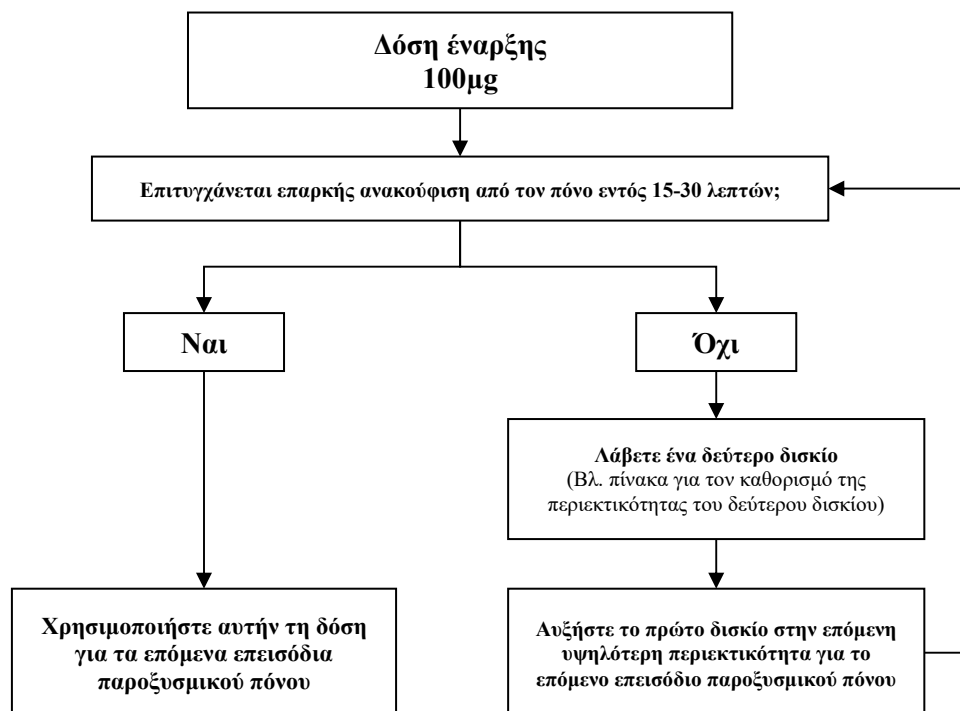 Δόση έναρξης
100μg
Επιτυγχάνεται επαρκής ανακούφιση από τον πόνο εντός 15-30 λεπτών;
Ναι
Όχι
Λάβετε ένα δεύτερο δισκίο
(Βλ. πίνακα για τον καθορισμό της
περιεκτικότητας του δεύτερου δισκίου)
Χρησιμοποιήστε αυτήν τη δόση
για τα επόμενα επεισόδια
παροξυσμικού πόνου
Αυξήστε το πρώτο δισκίο στην επόμενη
υψηλότερη περιεκτικότητα για το
επόμενο επεισόδιο παροξυσμικού πόνου